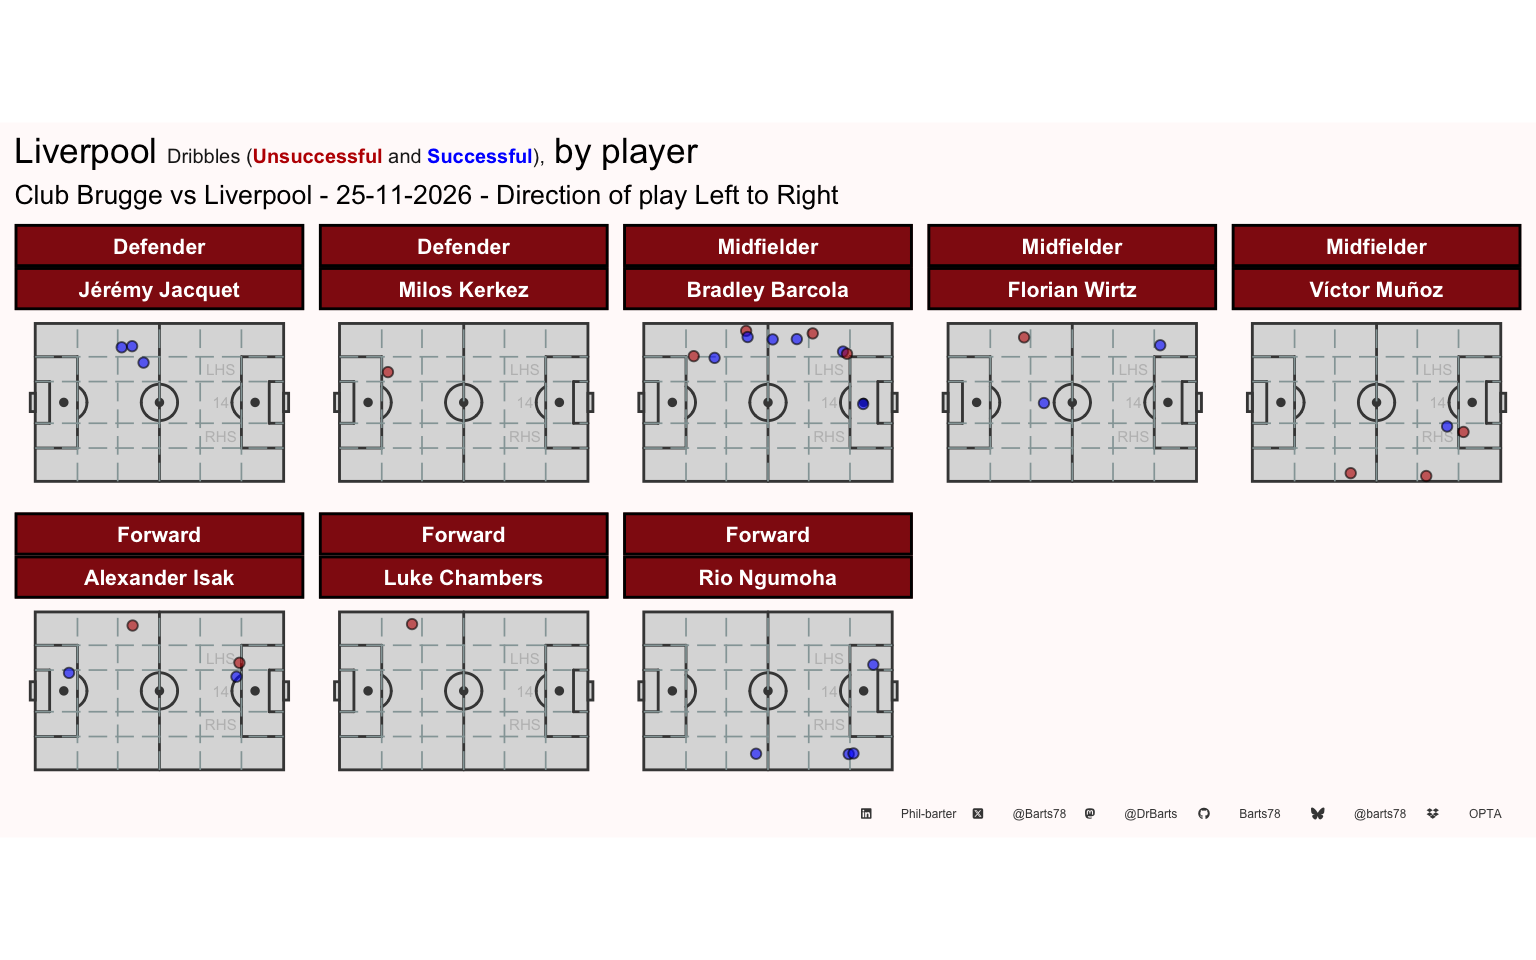 Liverpool Dribbles (Unsuccessful and Successful), by player
Club Brugge vs Liverpool - 25-11-2026 - Direction of play Left to Right
Defender
Jérémy Jacquet
LHS
14
RHS
Defender
Milos Kerkez
LHS
14
RHS
Midfielder
Bradley Barcola
LHS
14
RHS
Midfielder
Florian Wirtz
LHS
14
RHS
Midfielder
Víctor Muñoz
LHS
14
RHS
Forward
Alexander Isak
LHS
14
RHS
Forward
Luke Chambers
LHS
14
RHS
Forward
Rio Ngumoha
LHS
14
RHS
Phil-barter @Barts78 @DrBarts Barts78 @barts78 OPTA